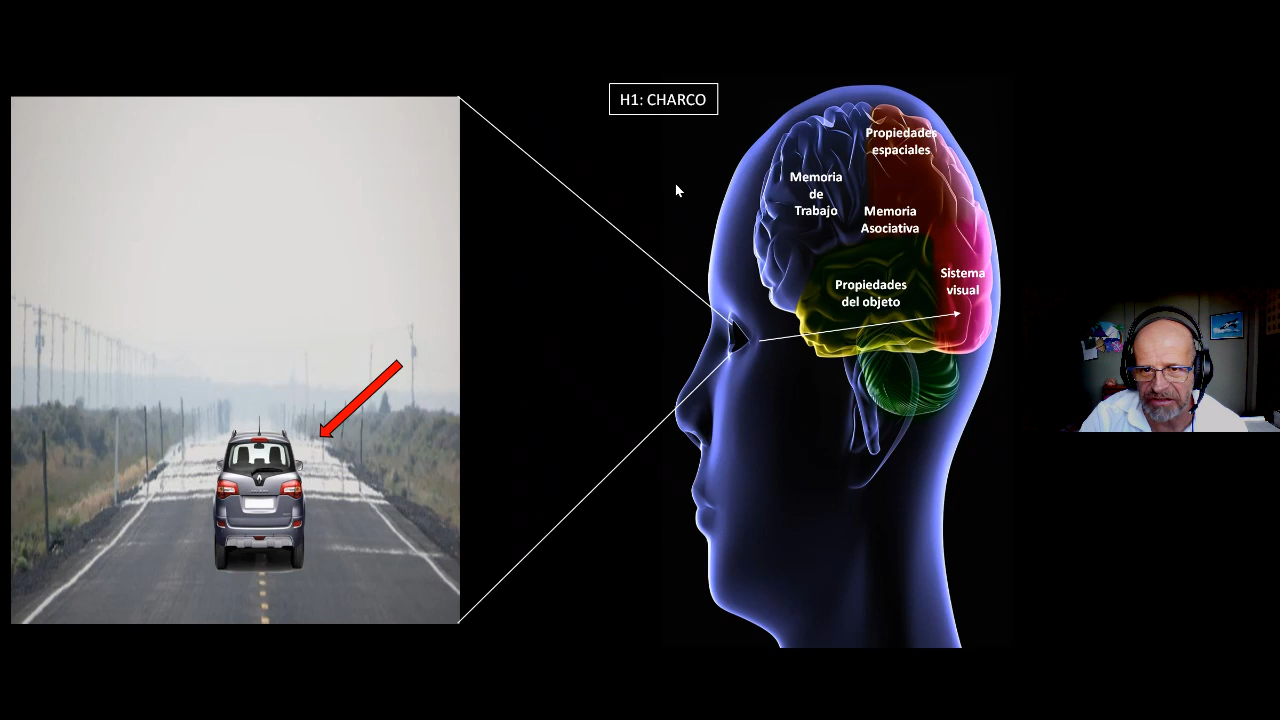 H1: CHARCO
Propiedades
espaciales
Memoria
de
Trabajo
Memoria
Asociativa
Propiedades
del objeto
Sistema
visual